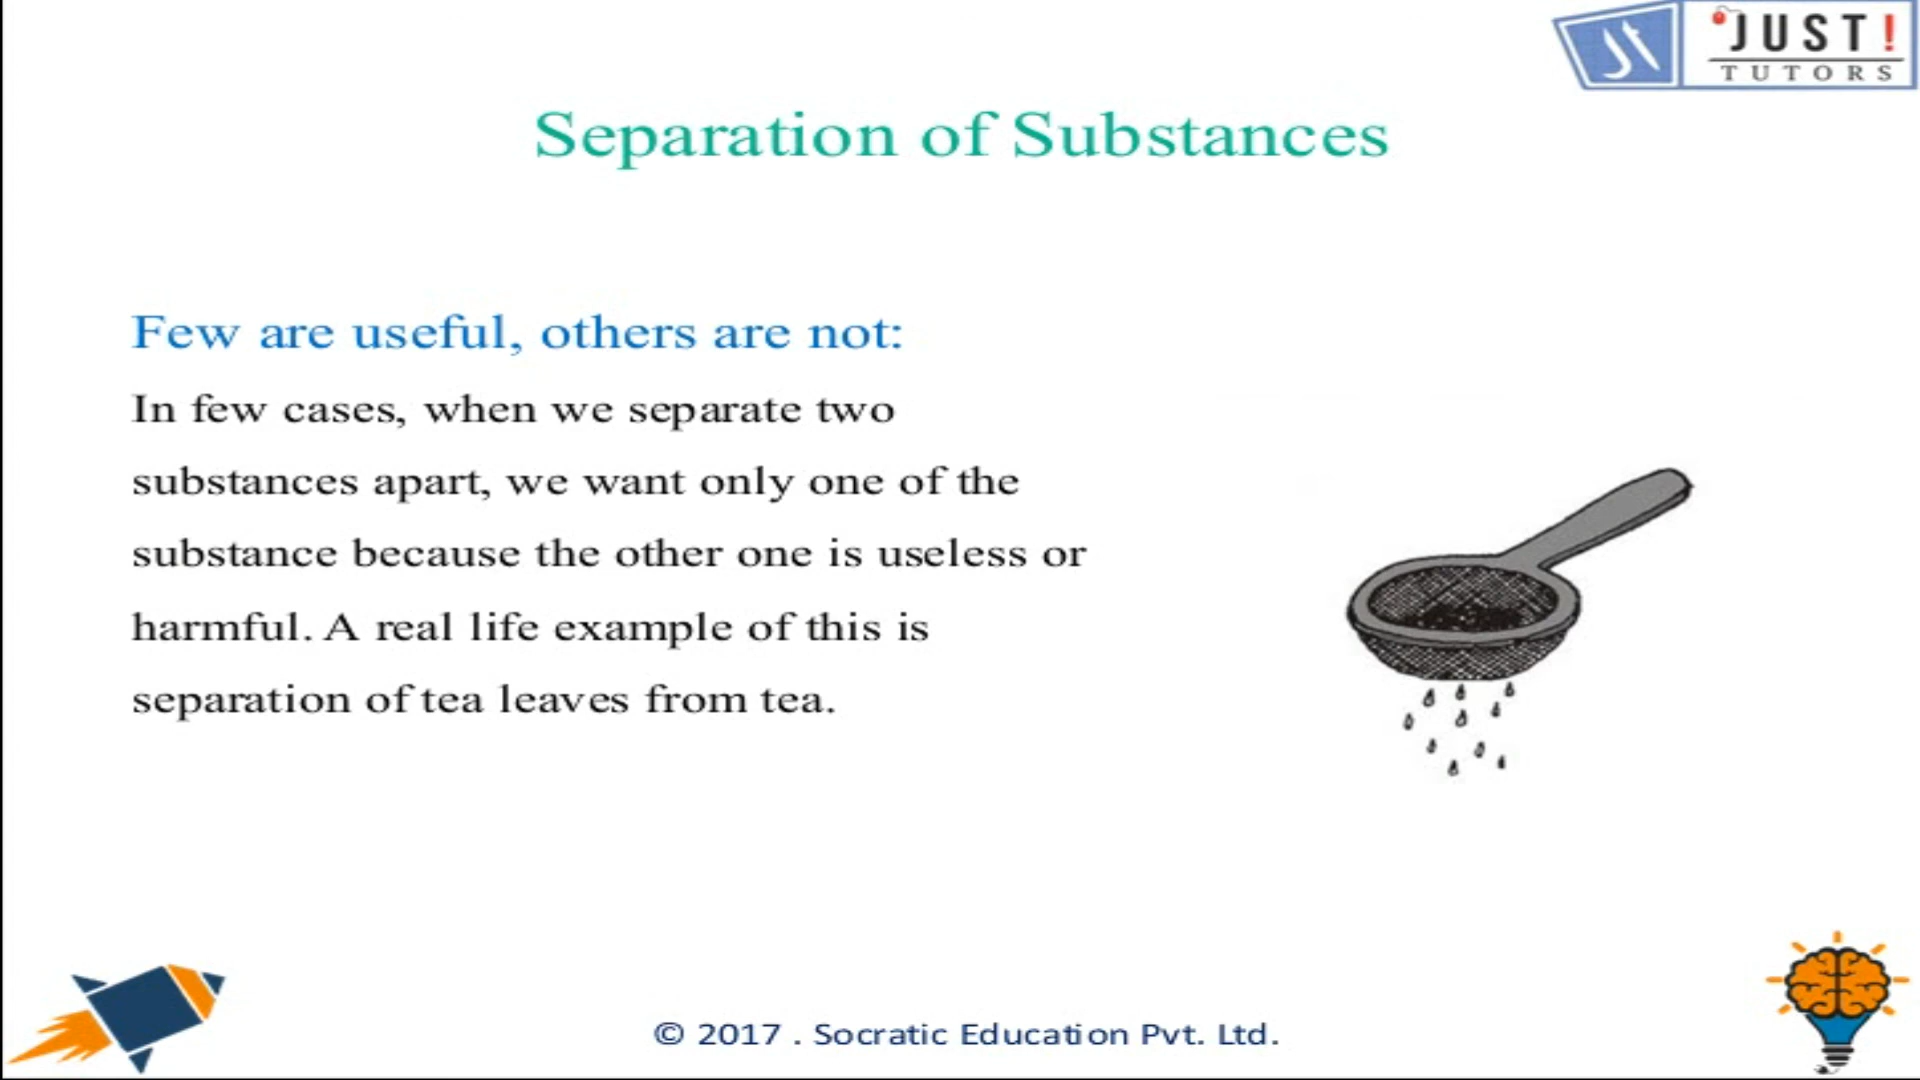 JUST!
TUTORS
Separation of Substances
Few are useful, others are not:
In few cases, when we separate two
substances apart, we want only one of the
substance because the other one is useless or
harmful. A real life example of this is
separation of tea leaves from tea.
© 2017 . Socratic Education Pvt. Ltd.